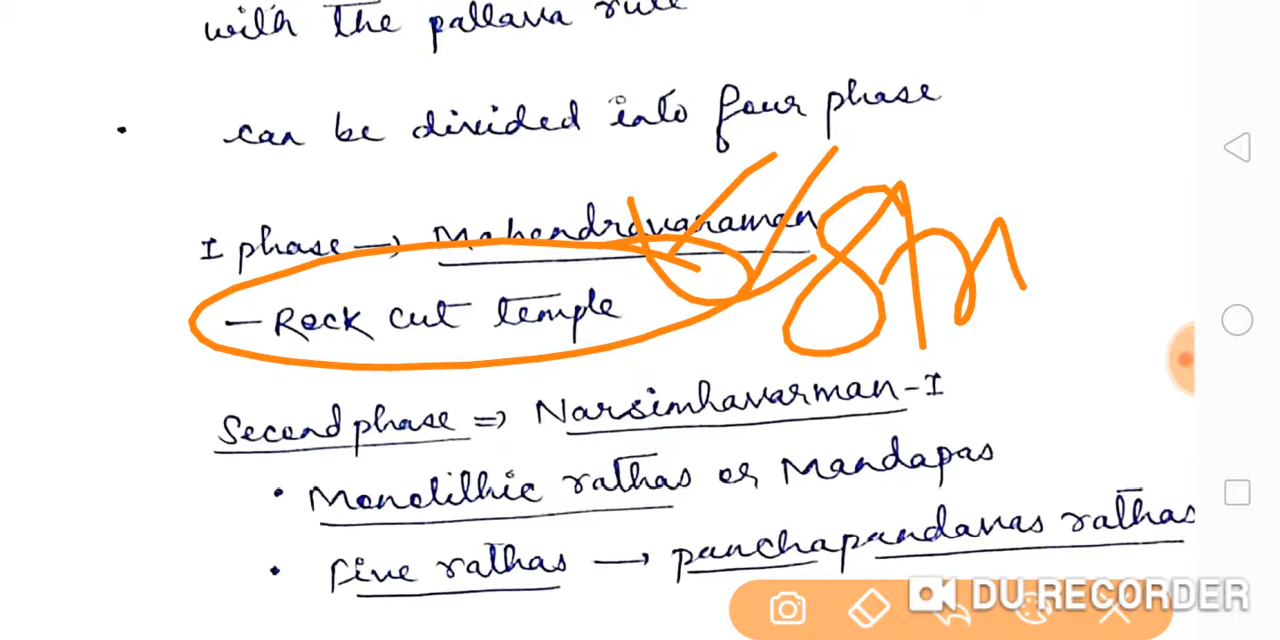 with the pallava rule
• can be divided into four phase
I phase → Mahendravaraman
— Rock cut temple
Second phase ⇒ Narsimhavarman - I
• Monolithic rathas or Mandapas
• Five rathas → panchapandavas rathas
DU RECORDER